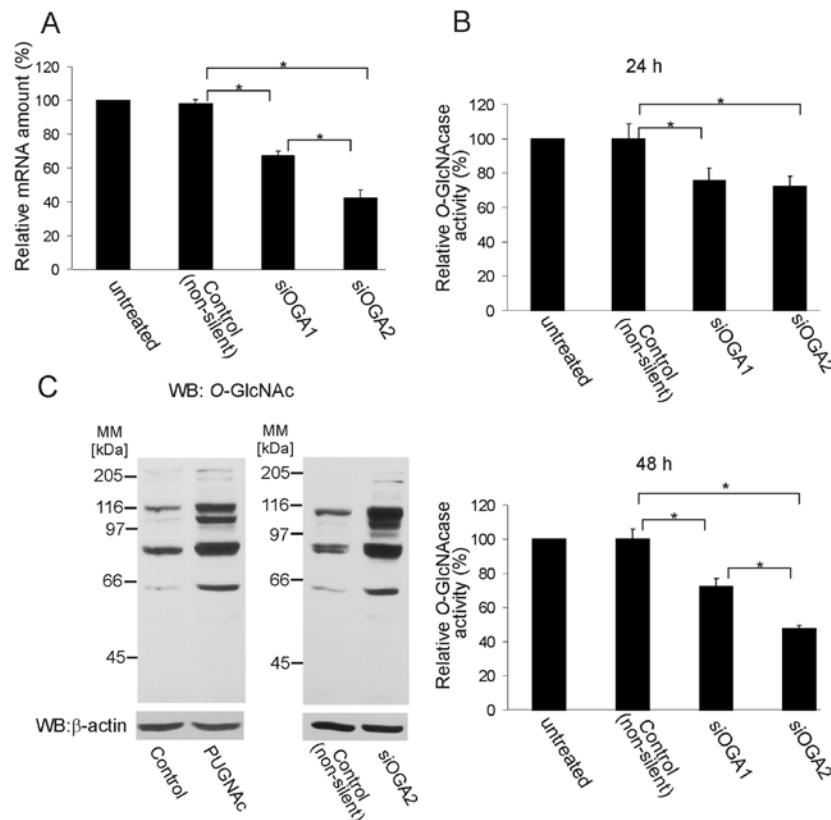 A
Relative mRNA amount (%)
120
100
80
60
40
20
0
*
*
*
untreated
Control
(non-silent)
siOGA1
siOGA2
B
24 h
Relative O-GlcNAcase
activity (%)
120
100
80
60
40
20
0
*
*
untreated
Control
(non-silent)
siOGA1
siOGA2
C
WB: O-GlcNAc
MM
[kDa]
205
116
97
66
45
MM
[kDa]
205
116
97
66
45
WB:β-actin
Control
PUGNAc
Control
(non-silent)
siOGA2
48 h
Relative O-GlcNAcase
activity (%)
120
100
80
60
40
20
0
*
*
*
untreated
Control
(non-silent)
siOGA1
siOGA2